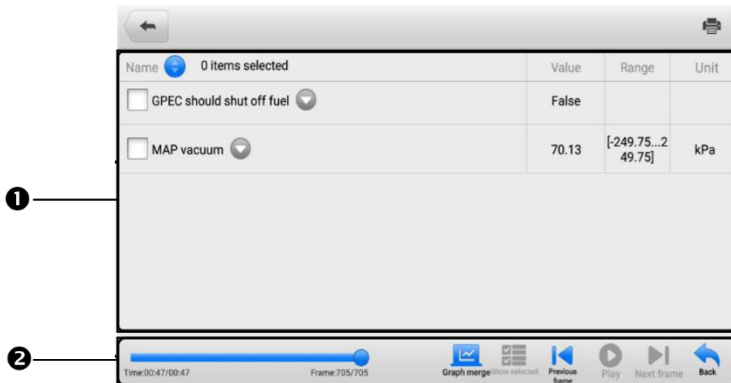 Name 0 items selected Value Range Unit
GPEC should shut off fuel False
MAP vacuum 70.13 [-249.75...2
49.75] kPa
❶
❷
Time:00:47/00:47 Frame:705/705 Graph merge Show selected Previous
frame Play Next frame Back